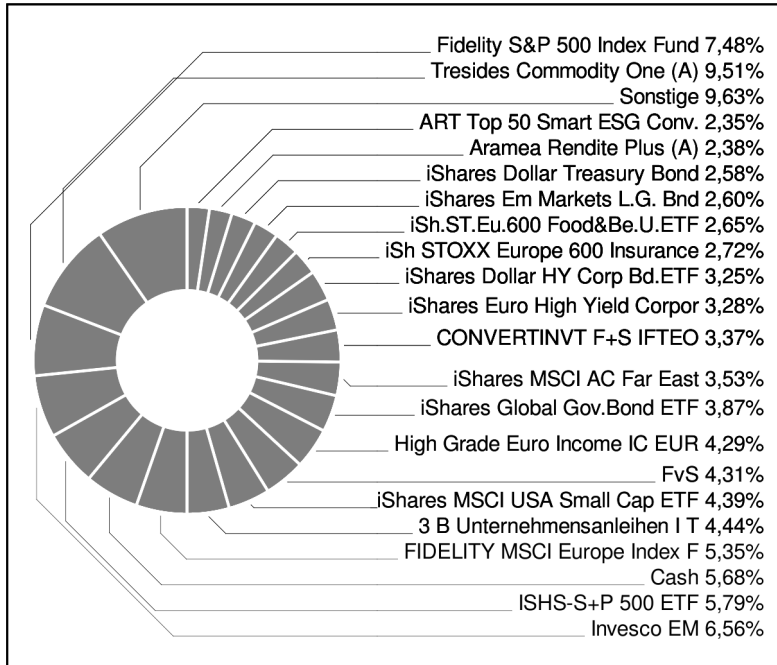 Fidelity S&P 500 Index Fund 7,48%
Tresides Commodity One (A) 9,51%
Sonstige 9,63%
ART Top 50 Smart ESG Conv. 2,35%
Aramea Rendite Plus (A) 2,38%
iShares Dollar Treasury Bond 2,58%
iShares Em Markets L.G. Bnd 2,60%
iSh.ST.Eu.600 Food&Be.U.ETF 2,65%
iSh STOXX Europe 600 Insurance 2,72%
iShares Dollar HY Corp Bd.ETF 3,25%
iShares Euro High Yield Corpor 3,28%
CONVERTINVT F+S IFTEO 3,37%
iShares MSCI AC Far East 3,53%
iShares Global Gov.Bond ETF 3,87%
High Grade Euro Income IC EUR 4,29%
FvS 4,31%
iShares MSCI USA Small Cap ETF 4,39%
3 B Unternehmensanleihen I T 4,44%
FIDELITY MSCI Europe Index F 5,35%
Cash 5,68%
ISHS-S+P 500 ETF 5,79%
Invesco EM 6,56%